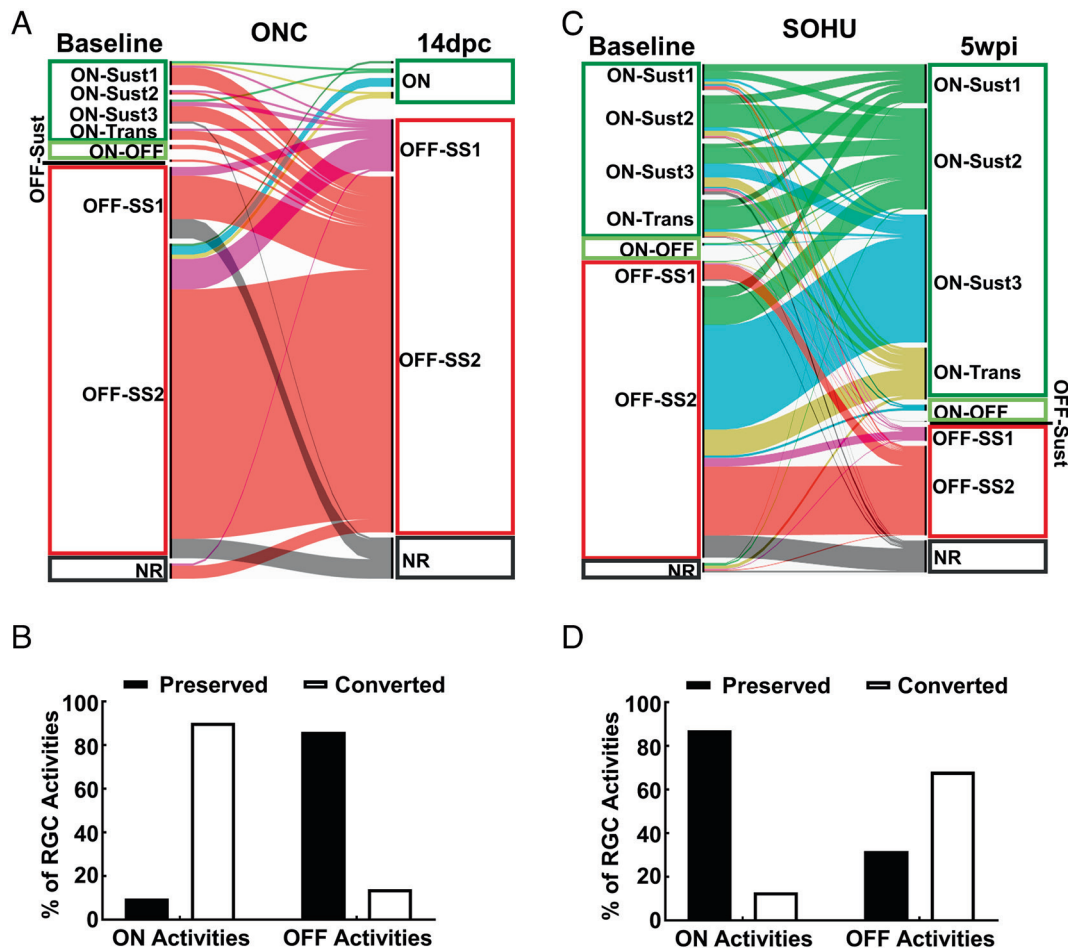 A
ONC
Baseline
14dpc
ON-Sust1
ON-Sust2
ON-Sust3
ON-Trans
ON-OFF
OFF-Sust
OFF-SS1
OFF-SS2
NR
ON
OFF-SS1
OFF-SS2
NR
C
SOHU
Baseline
5wpi
ON-Sust1
ON-Sust2
ON-Sust3
ON-Trans
ON-OFF
OFF-SS1
OFF-SS2
NR
ON-Sust1
ON-Sust2
ON-Sust3
ON-Trans
ON-OFF
OFF-Sust
OFF-SS1
OFF-SS2
NR
B
Preserved Converted
% of RGC Activities
100
80
60
40
20
0
ON Activities OFF Activities
D
Preserved Converted
% of RGC Activities
100
80
60
40
20
0
ON Activities OFF Activities